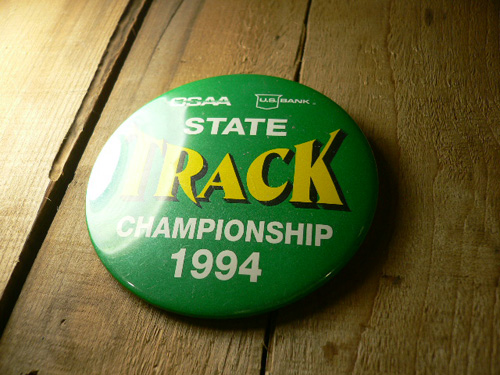 OSAA U.S. BANK
STATE
TRACK
CHAMPIONSHIP
1994